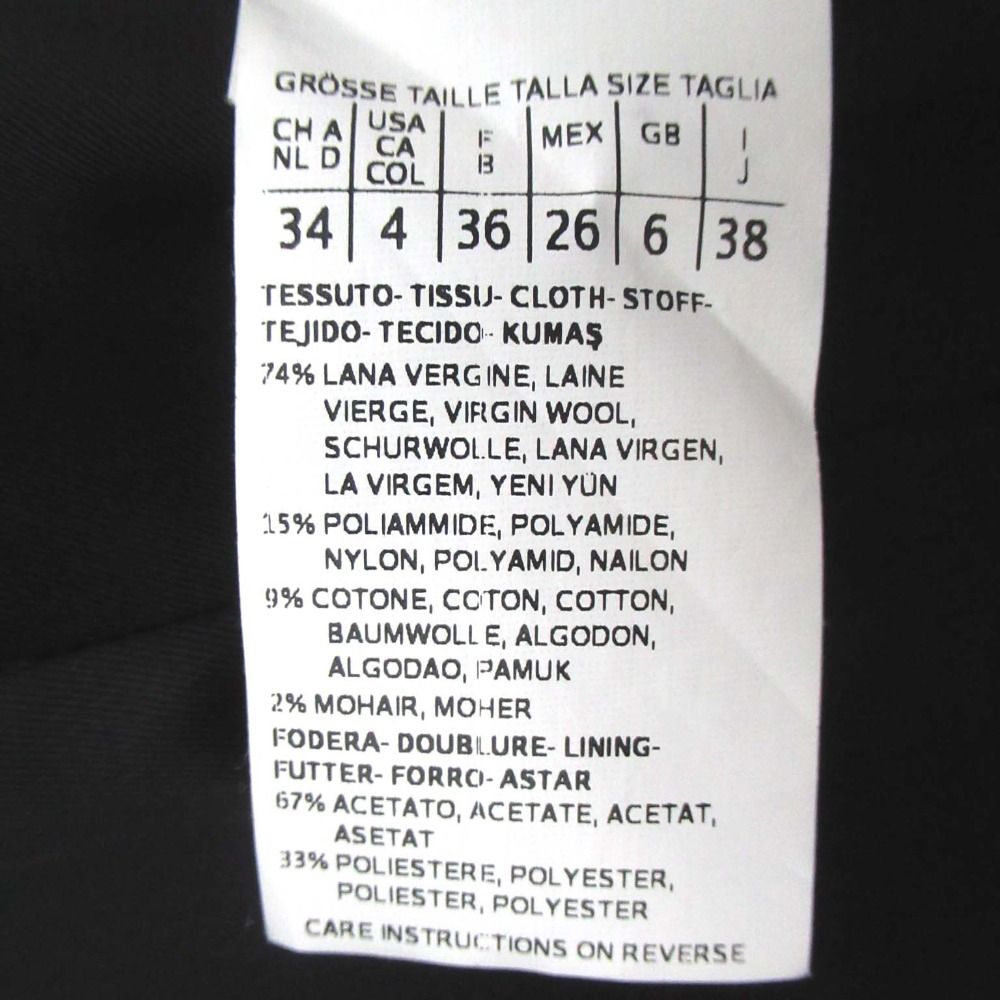 GRÖSSE TAILLE TALLA SIZE TAGLIA
CH A USA F MEX GB I
NL D CA B J
COL
34 4 36 26 6 38
TESSUTO- TISSU- CLOTH- STOFF-
TEJIDO- TECIDO- KUMAŞ
74% LANA VERGINE, LAINE
VIERGE, VIRGIN WOOL,
SCHURWOLLE, LANA VIRGEN,
LA VIRGEM, YENI YÜN
15% POLIAMMIDE, POLYAMIDE,
NYLON, POLYAMID, NAILON
9% COTONE, COTON, COTTON,
BAUMWOLLE, ALGODON,
ALGODAO, PAMUK
2% MOHAIR, MOHER
FODERA- DOUBLURE- LINING-
FUTTER- FORRO- ASTAR
67% ACETATO, ACETATE, ACETAT,
ASETAT
33% POLIESTERE, POLYESTER,
POLIESTER, POLYESTER
CARE INSTRUCTIONS ON REVERSE